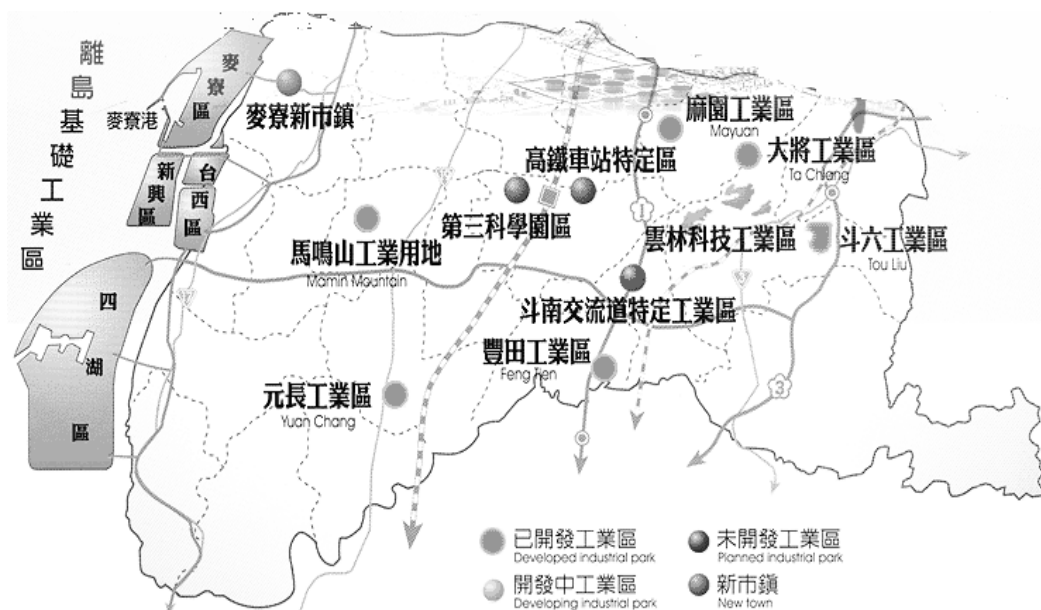 離島基礎工業區
麥寮區
麥寮港
麥寮新市鎮
新興區
台西區
四湖區
麻園工業區
Mayuan
大將工業區
Ta Chiang
高鐵車站特定區
第三科學園區
1
雲林科技工業區
斗六工業區
Tou Liu
馬鳴山工業用地
Mamin Mountain
斗南交流道特定工業區
豐田工業區
Feng Tien
元長工業區
Yuan Chang
3
已開發工業區
Developed industrial park
未開發工業區
Planned industrial park
開發中工業區
Developing industrial park
新市鎮
New town